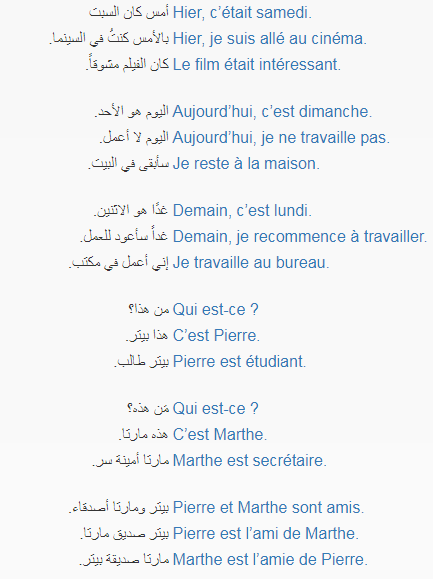 أمس كان السبت Hier, c’était samedi.
بالأمس كنتُ في السينما. Hier, je suis allé au cinéma.
كان الفيلم مشوقاً. Le film était intéressant.
اليوم هو الأحد. Aujourd’hui, c’est dimanche.
اليوم لا أعمل. Aujourd’hui, je ne travaille pas.
سأبقى في البيت. Je reste à la maison.
غدًا هو الاثنين. Demain, c’est lundi.
غداً سأعود للعمل. Demain, je recommence à travailler.
إني أعمل في مكتب. Je travaille au bureau.
من هذا؟ Qui est-ce ?
هذا بيتر. C’est Pierre.
بيتر طالب. Pierre est étudiant.
مَن هذه؟ Qui est-ce ?
هذه مارتا. C’est Marthe.
مارتا أمينة سر. Marthe est secrétaire.
بيتر ومارتا أصدقاء. Pierre et Marthe sont amis.
بيتر صديق مارتا. Pierre est l’ami de Marthe.
مارتا صديقة بيتر. Marthe est l’amie de Pierre.